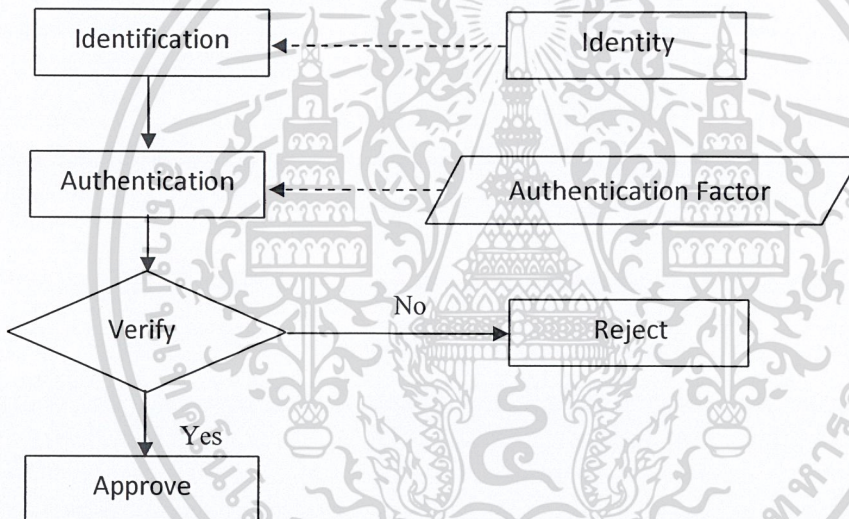 Identification
Identity
Authentication
Authentication Factor
Verify
No
Reject
Yes
Approve